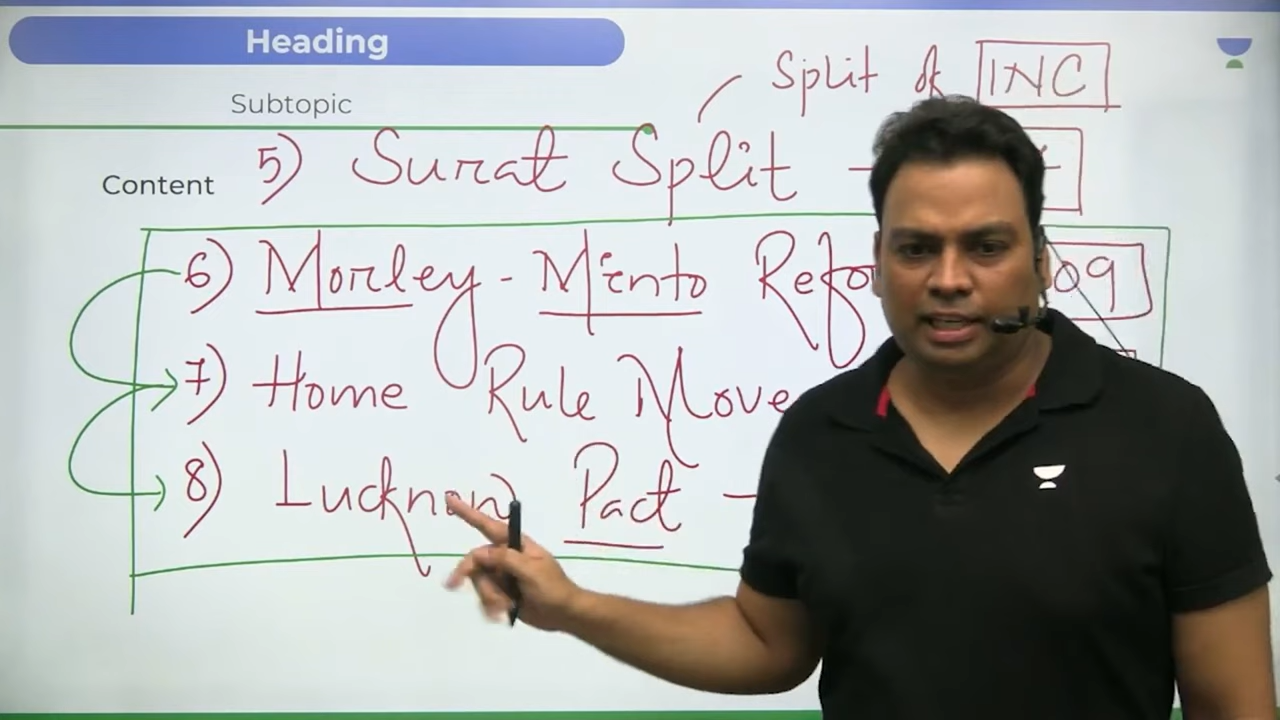 Heading
Subtopic
Split of INC
Content
5) Surat Split -
6) Morley - Minto Refo 09
7) Home Rule Move
8) Lucknow Pact -